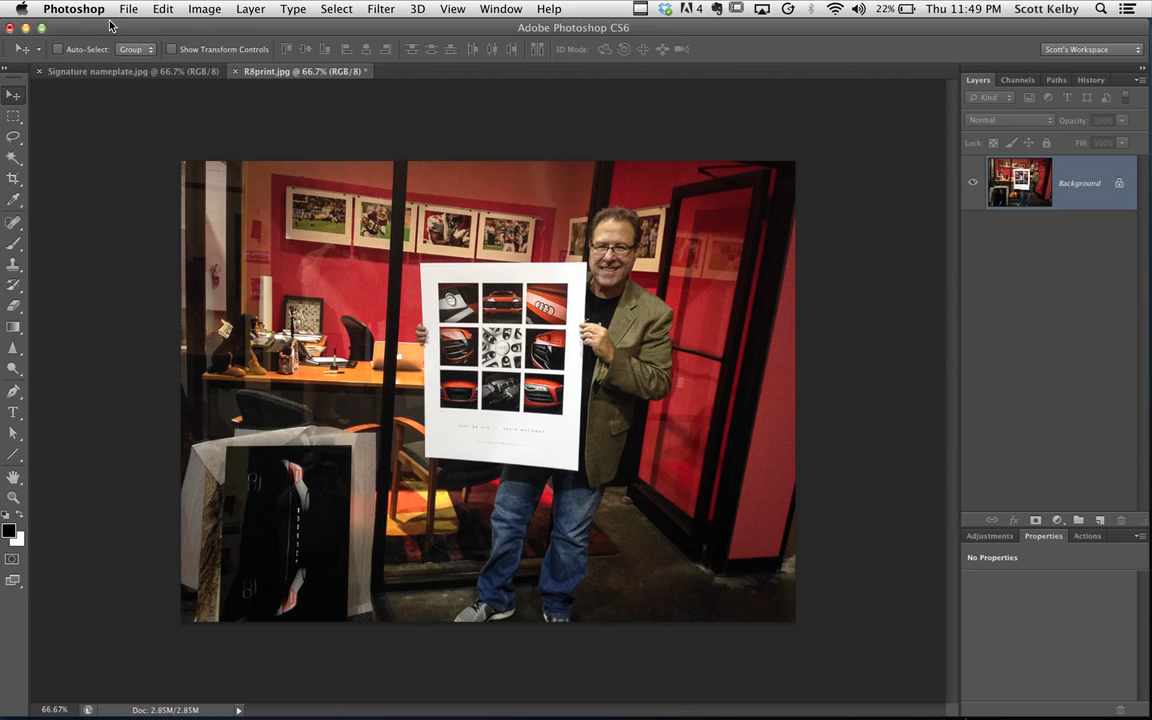 Photoshop File Edit Image Layer Type Select Filter 3D View Window Help 4 22% Thu 11:49 PM Scott Kelby
Adobe Photoshop CS6
Auto-Select: Group Show Transform Controls 3D Mode: Scott's Workspace
× Signature nameplate.jpg @ 66.7% (RGB/8) × R8print.jpg @ 66.7% (RGB/8) *
Layers Channels Paths History
Kind
Normal Opacity: 100%
Lock: Fill: 100%
Background
Adjustments Properties Actions
No Properties
66.67% Doc: 2.85M/2.85M